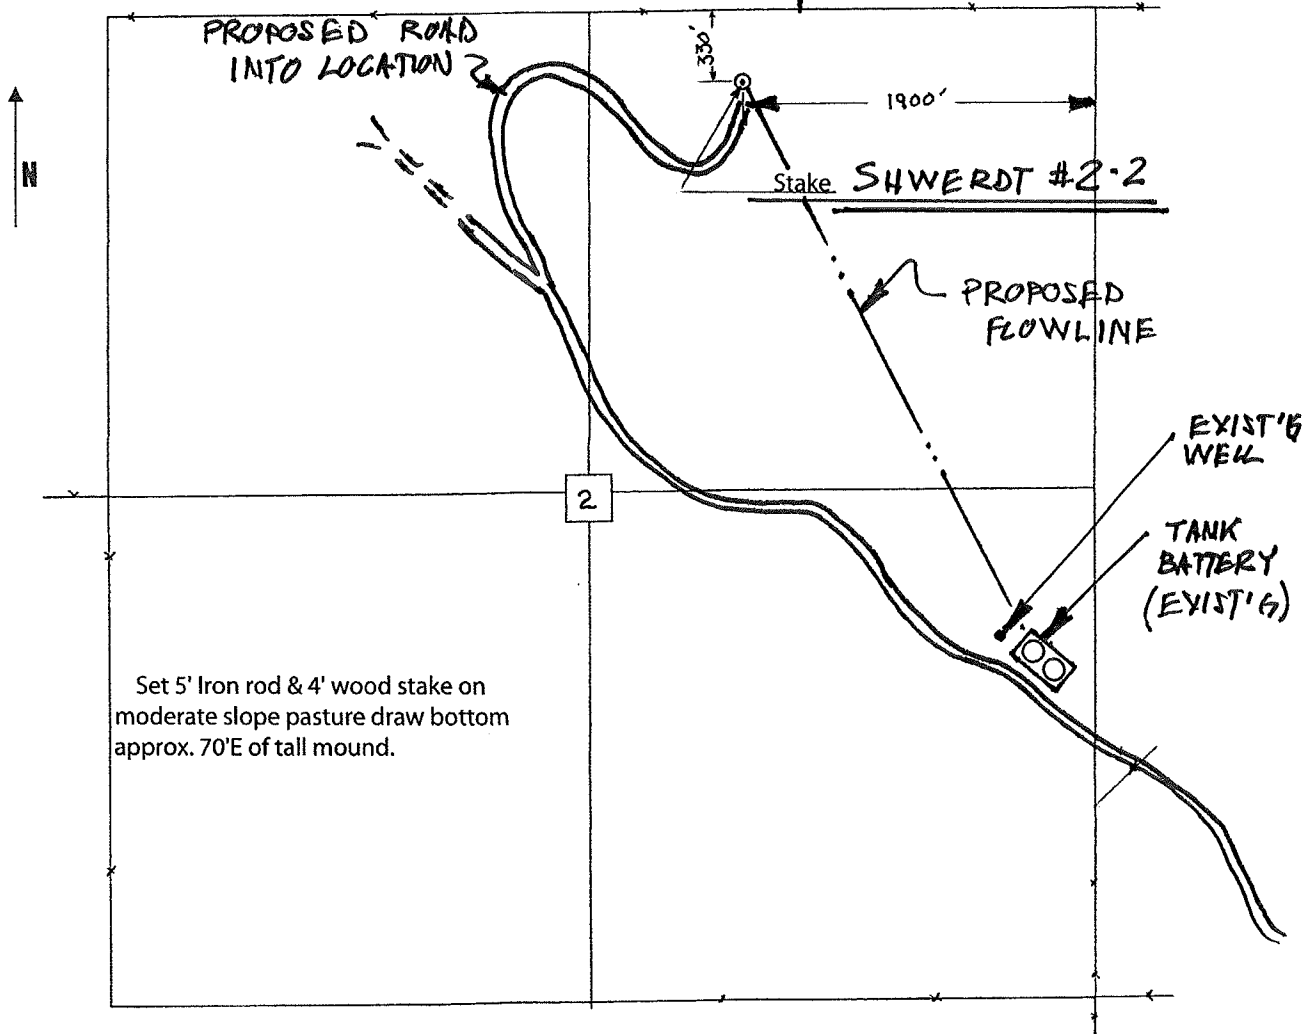 PROPOSED ROAD
INTO LOCATION
330'
1900'
N
Stake SHWERDT #2-2
PROPOSED
FLOWLINE
EXIST'G
WELL
2
TANK
BATTERY
(EXIST'G)
Set 5' Iron rod & 4' wood stake on
moderate slope pasture draw bottom
approx. 70'E of tall mound.